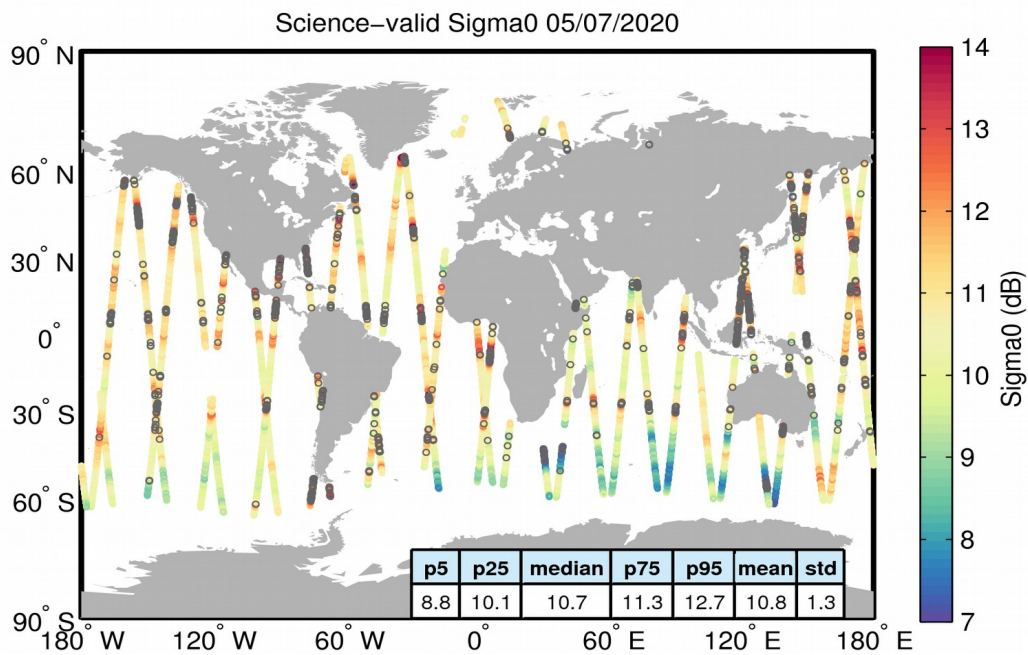 Science−valid Sigma0 05/07/2020
90° N
60° N
30° N
0°
30° S
60° S
90° S
180° W
120° W
60° W
0°
60° E
120° E
180° E
p5 p25 median p75 p95 mean std
8.8 10.1 10.7 11.3 12.7 10.8 1.3
14
13
12
11
10
9
8
7
Sigma0 (dB)